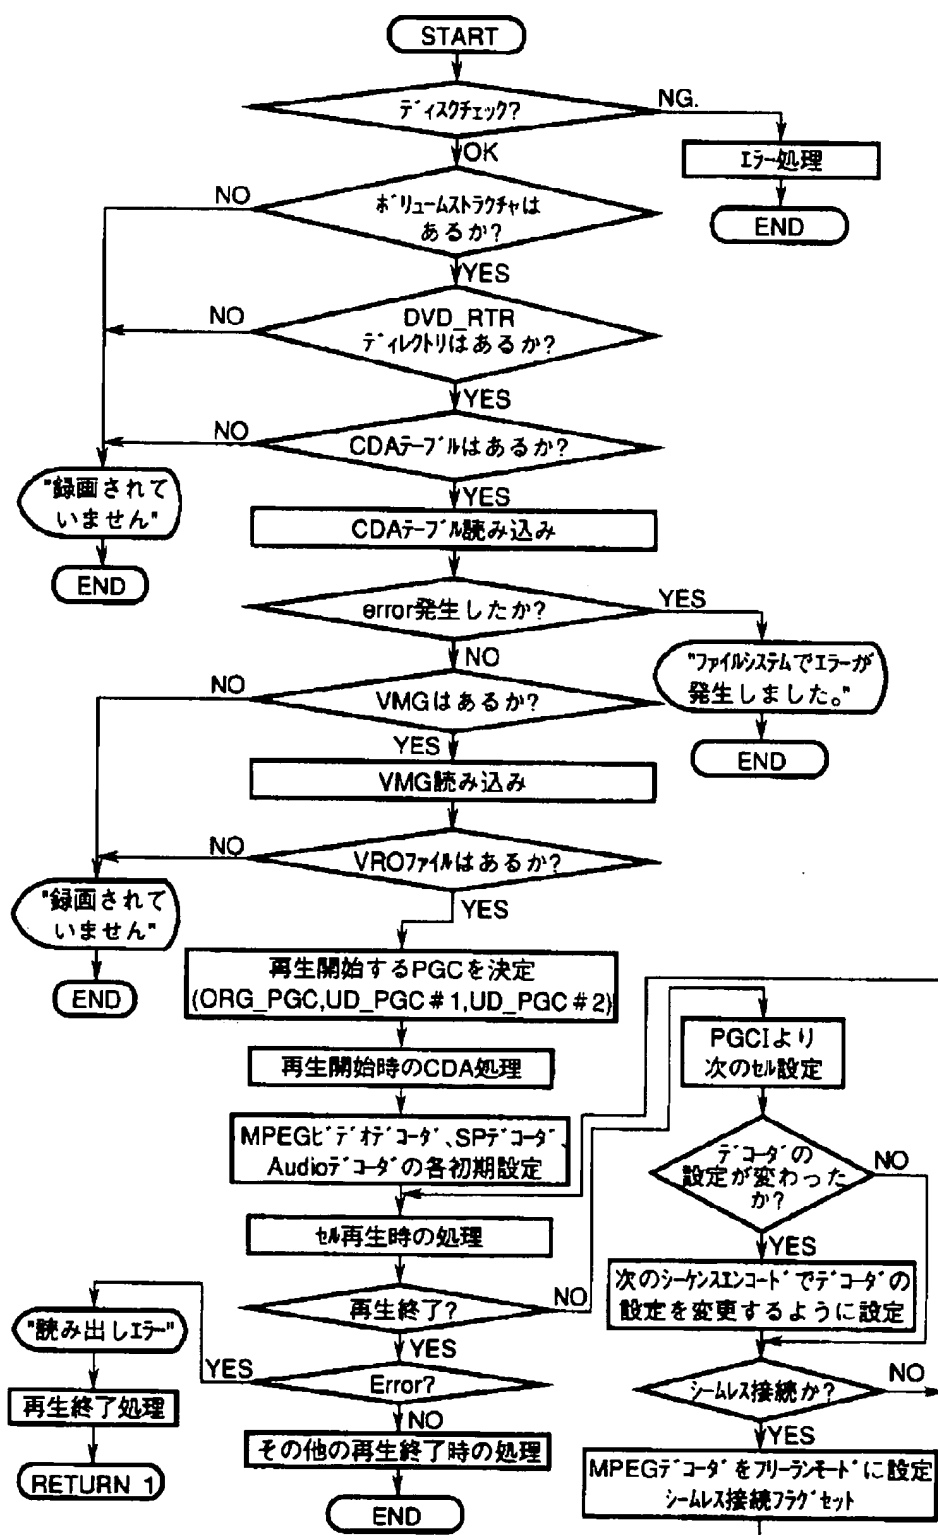 START
ディスクチェック?
NG.
OK
エラー処理
END
ボリュームストラクチャは
あるか?
NO
YES
DVD_RTR
ディレクトリはあるか?
NO
YES
CDAテーブルはあるか?
NO
YES
"録画されて
いません"
END
CDAテーブル読み込み
error発生したか?
YES
NO
"ファイルシステムでエラーが
発生しました。"
END
VMGはあるか?
NO
YES
VMG読み込み
VROファイルはあるか?
NO
YES
"録画されて
いません"
END
再生開始するPGCを決定
(ORG_PGC,UD_PGC#1,UD_PGC#2)
再生開始時のCDA処理
MPEGビデオデコーダ、SPデコーダ、
Audioデコーダの各初期設定
セル再生時の処理
再生終了?
NO
YES
Error?
YES
NO
"読み出しエラー"
再生終了処理
RETURN 1
その他の再生終了時の処理
END
PGCIより
次のセル設定
デコーダの
設定が変わった
か?
NO
YES
次のシーケンスエンコードでデコーダの
設定を変更するように設定
シームレス接続か?
NO
YES
MPEGデコーダをフリーランモードに設定
シームレス接続フラグセット